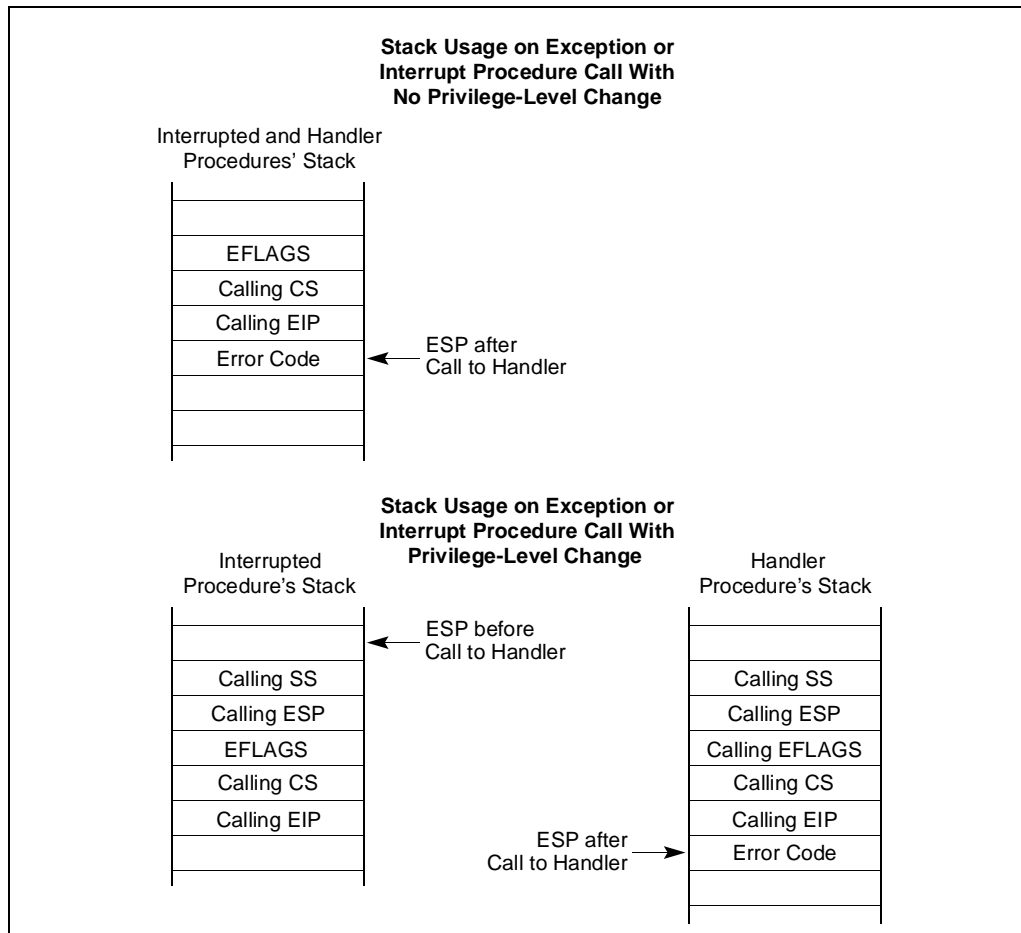 Stack Usage on Exception or
Interrupt Procedure Call With
No Privilege-Level Change
Interrupted and Handler
Procedures’ Stack
EFLAGS
Calling CS
Calling EIP
Error Code
ESP after
Call to Handler
Stack Usage on Exception or
Interrupt Procedure Call With
Privilege-Level Change
Interrupted
Procedure’s Stack
ESP before
Call to Handler
Calling SS
Calling ESP
EFLAGS
Calling CS
Calling EIP
Handler
Procedure’s Stack
Calling SS
Calling ESP
Calling EFLAGS
Calling CS
Calling EIP
Error Code
ESP after
Call to Handler